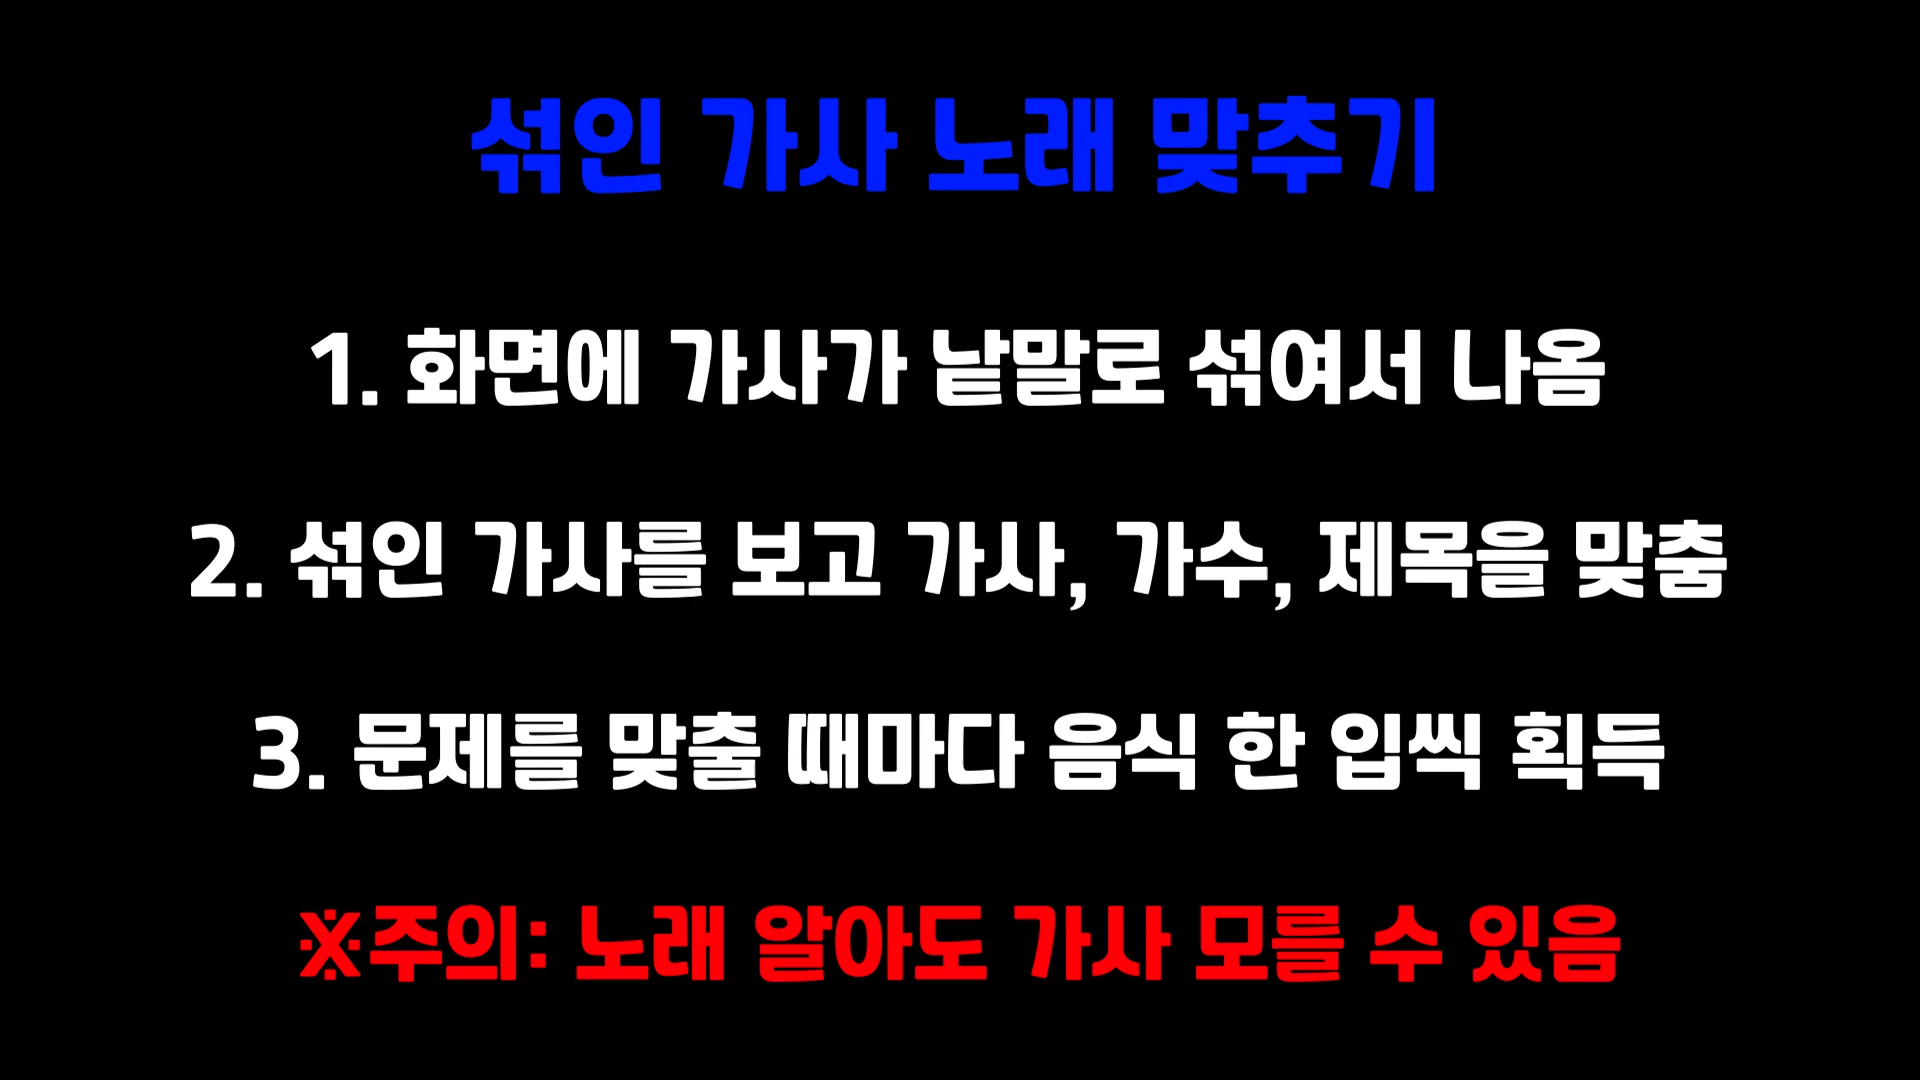 섞인 가사 노래 맞추기
1. 화면에 가사가 낱말로 섞여서 나옴
2. 섞인 가사를 보고 가사, 가수, 제목을 맞춤
3. 문제를 맞출 때마다 음식 한 입씩 획득
※주의: 노래 알아도 가사 모를 수 있음